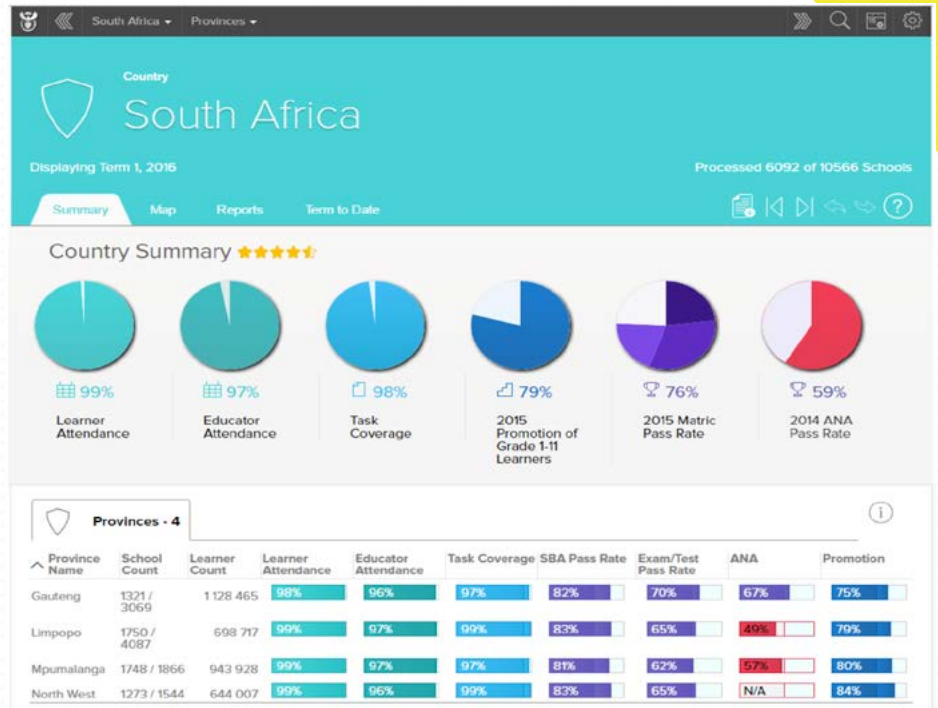 South Africa Provinces
Country
South Africa
Displaying Term 1, 2016 Processed 6092 of 10566 Schools
Summary Map Reports Term to Date ?
Country Summary
99% 97% 98% 79% 76% 59%
Learner Educator Task 2015 2015 Matric 2014 ANA
Attendance Attendance Coverage Promotion of Pass Rate Pass Rate
Grade 1-11
Learners
Provinces - 4 i
Province School Learner Learner Educator Task Coverage SBA Pass Rate Exam/Test ANA Promotion
Name Count Count Attendance Attendance Pass Rate
Gauteng 1321 / 1 128 465 98% 96% 97% 82% 70% 67% 75%
3069
Limpopo 1750 / 698 717 99% 97% 99% 83% 65% 49% 79%
4087
Mpumalanga 1748 / 1866 943 928 99% 97% 97% 81% 62% 57% 80%
North West 1273 / 1544 644 007 99% 96% 99% 83% 65% N/A 84%